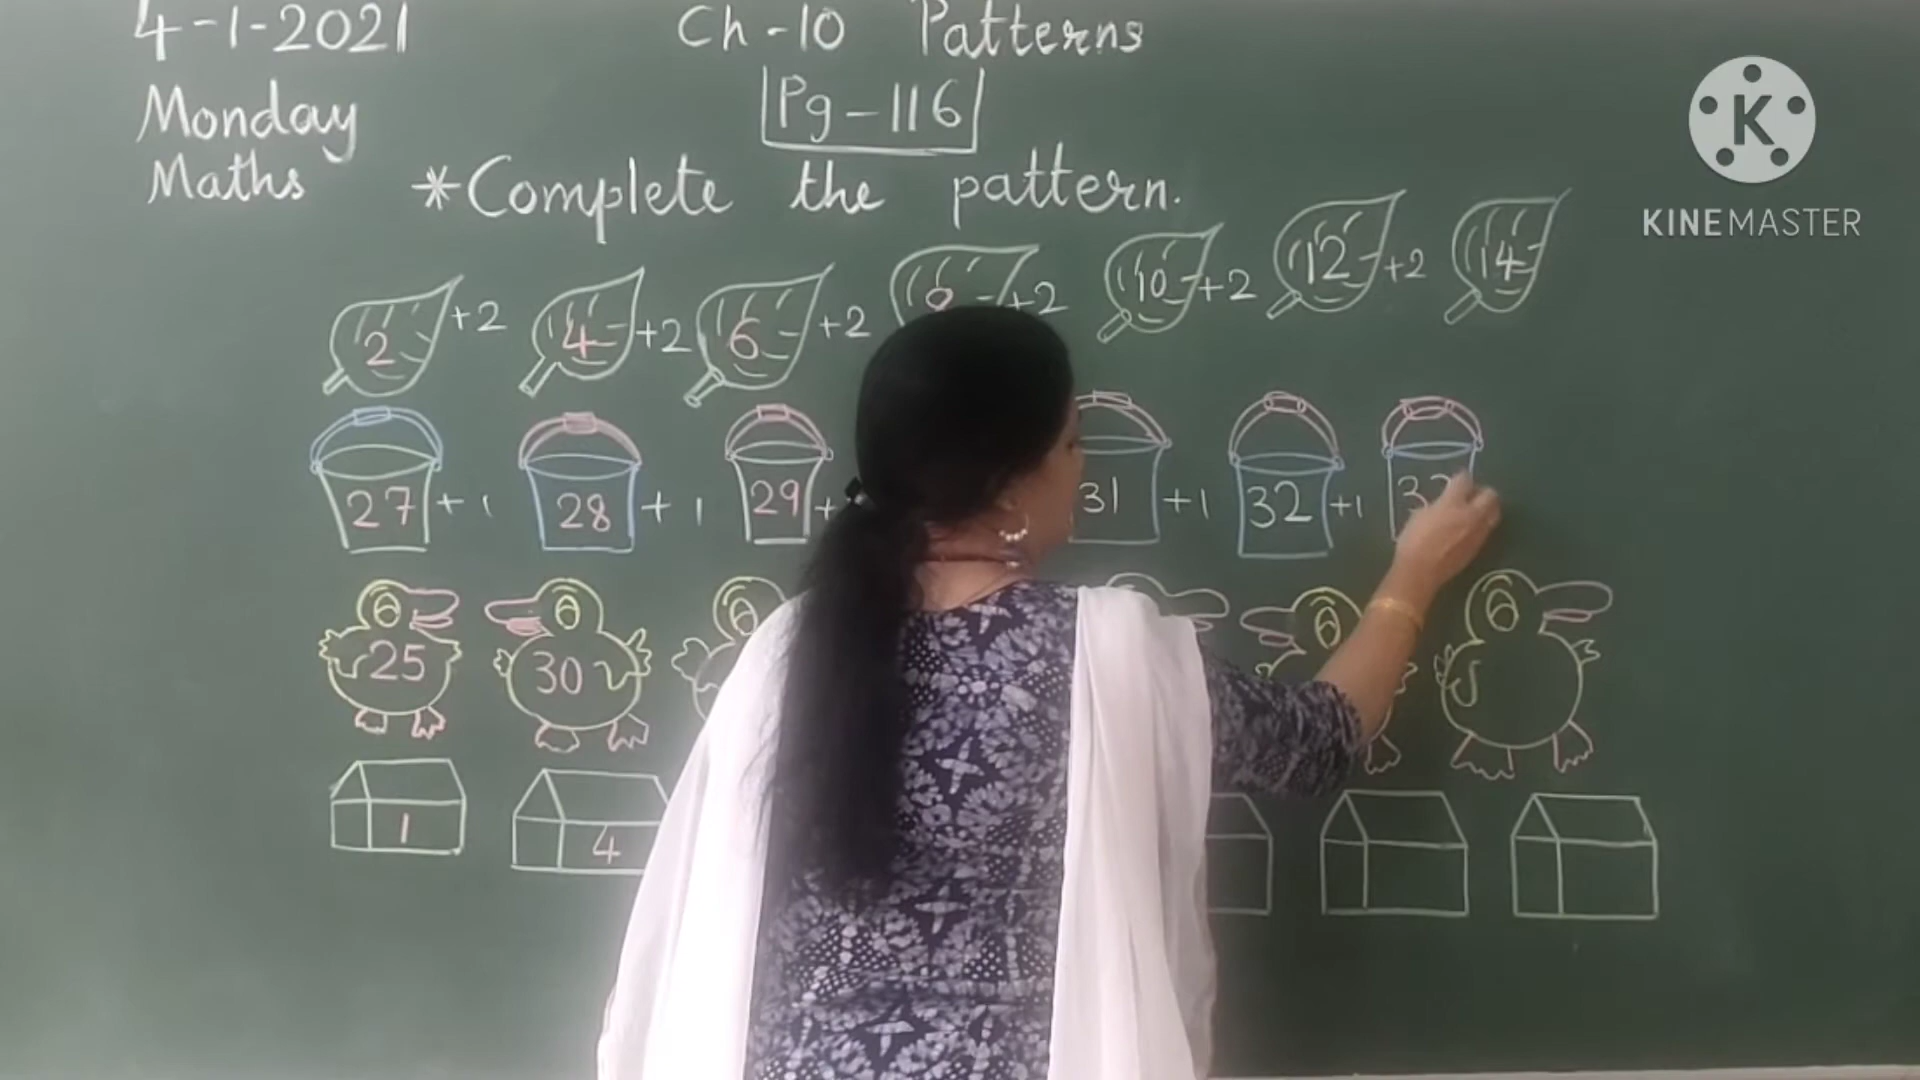 4-1-2021 Ch-10 Patterns
Monday Pg-116
Maths *Complete the pattern.
KINEMASTER
2 +2 4 +2 6 +2 +2 10 +2 12 +2 14
27 +1 28 +1 29 + 31 +1 32 +1
25 30
1 4